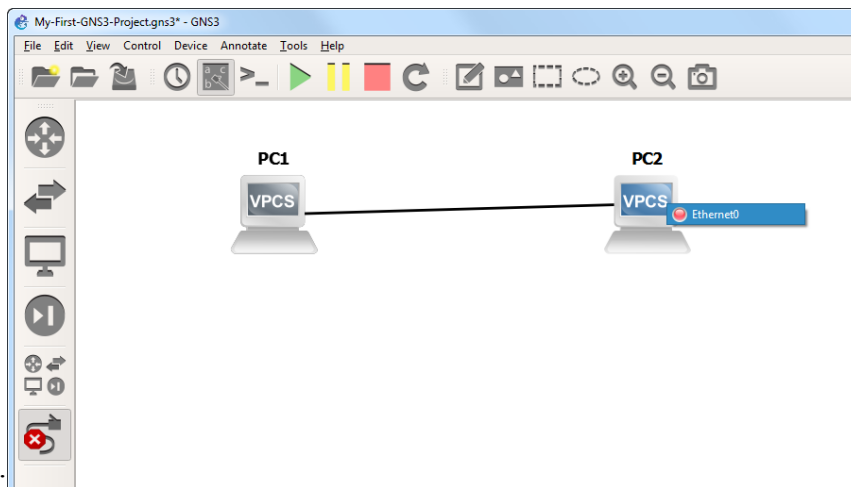 My-First-GNS3-Project.gns3* - GNS3
File Edit View Control Device Annotate Tools Help
PC1
PC2
VPCS
VPCS
Ethernet0